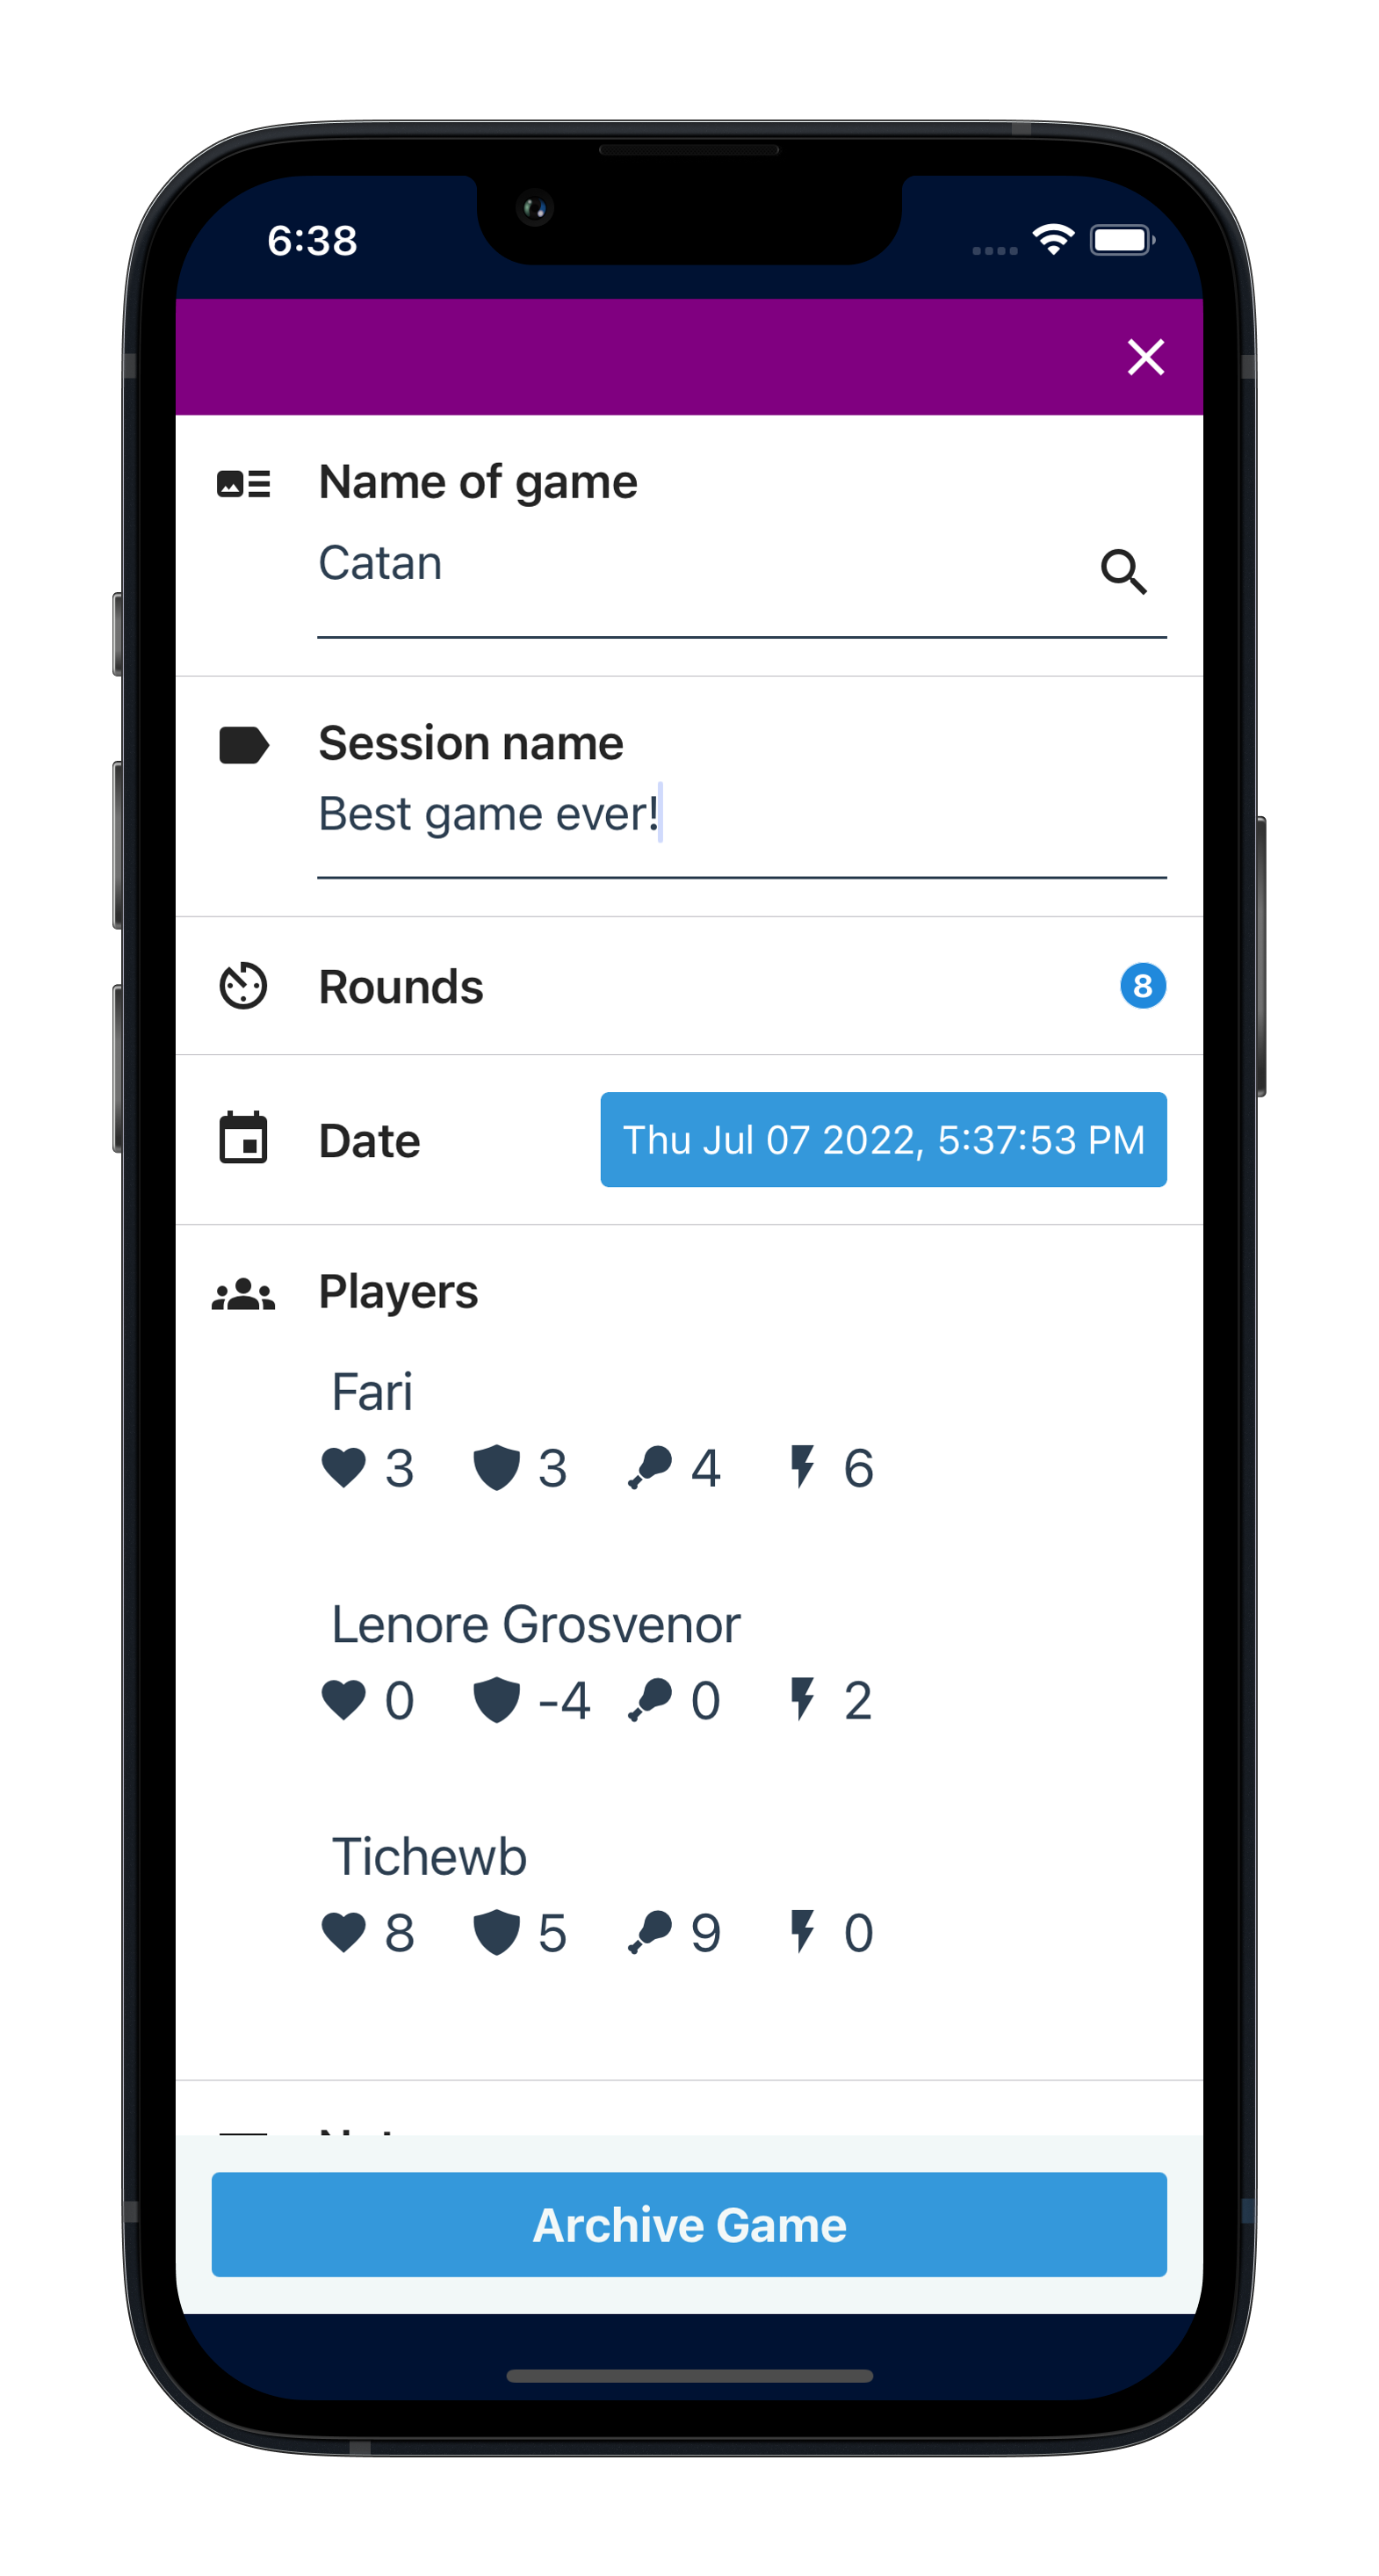 6:38
Name of game
Catan
Session name
Best game ever!
Rounds 8
Date Thu Jul 07 2022, 5:37:53 PM
Players
Fari
3 3 4 6
Lenore Grosvenor
0 -4 0 2
Tichewb
8 5 9 0
Archive Game